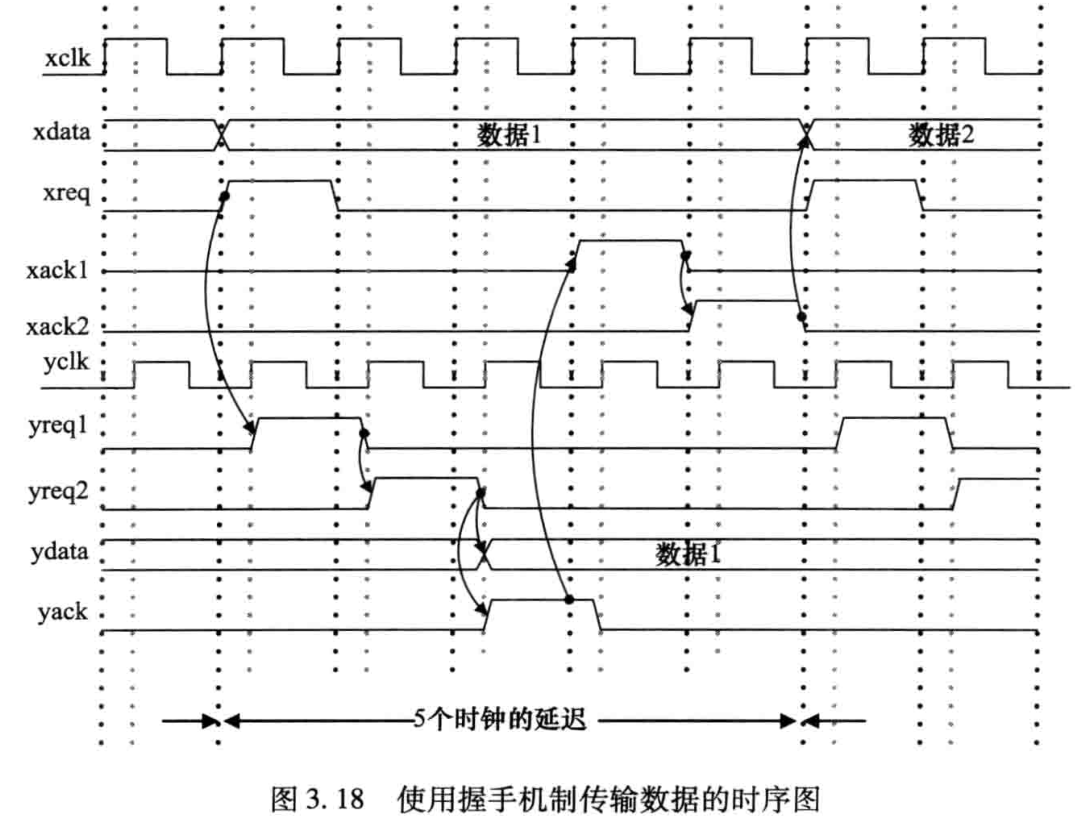 xclk
xdata 数据1 数据2
xreq
xack1
xack2
yclk
yreq1
yreq2
ydata 数据1
yack
5个时钟的延迟
图 3. 18 使用握手机制传输数据的时序图